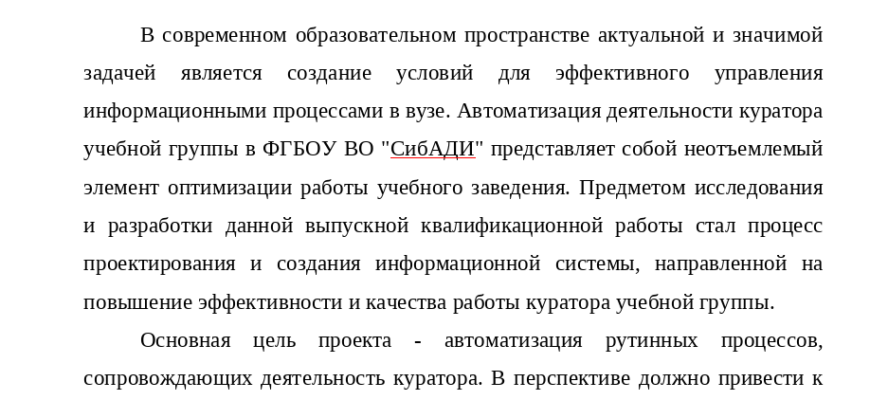 В современном образовательном пространстве актуальной и значимой
задачей является создание условий для эффективного управления
информационными процессами в вузе. Автоматизация деятельности куратора
учебной группы в ФГБОУ ВО "СибАДИ" представляет собой неотъемлемый
элемент оптимизации работы учебного заведения. Предметом исследования
и разработки данной выпускной квалификационной работы стал процесс
проектирования и создания информационной системы, направленной на
повышение эффективности и качества работы куратора учебной группы.
Основная цель проекта - автоматизация рутинных процессов,
сопровождающих деятельность куратора. В перспективе должно привести к